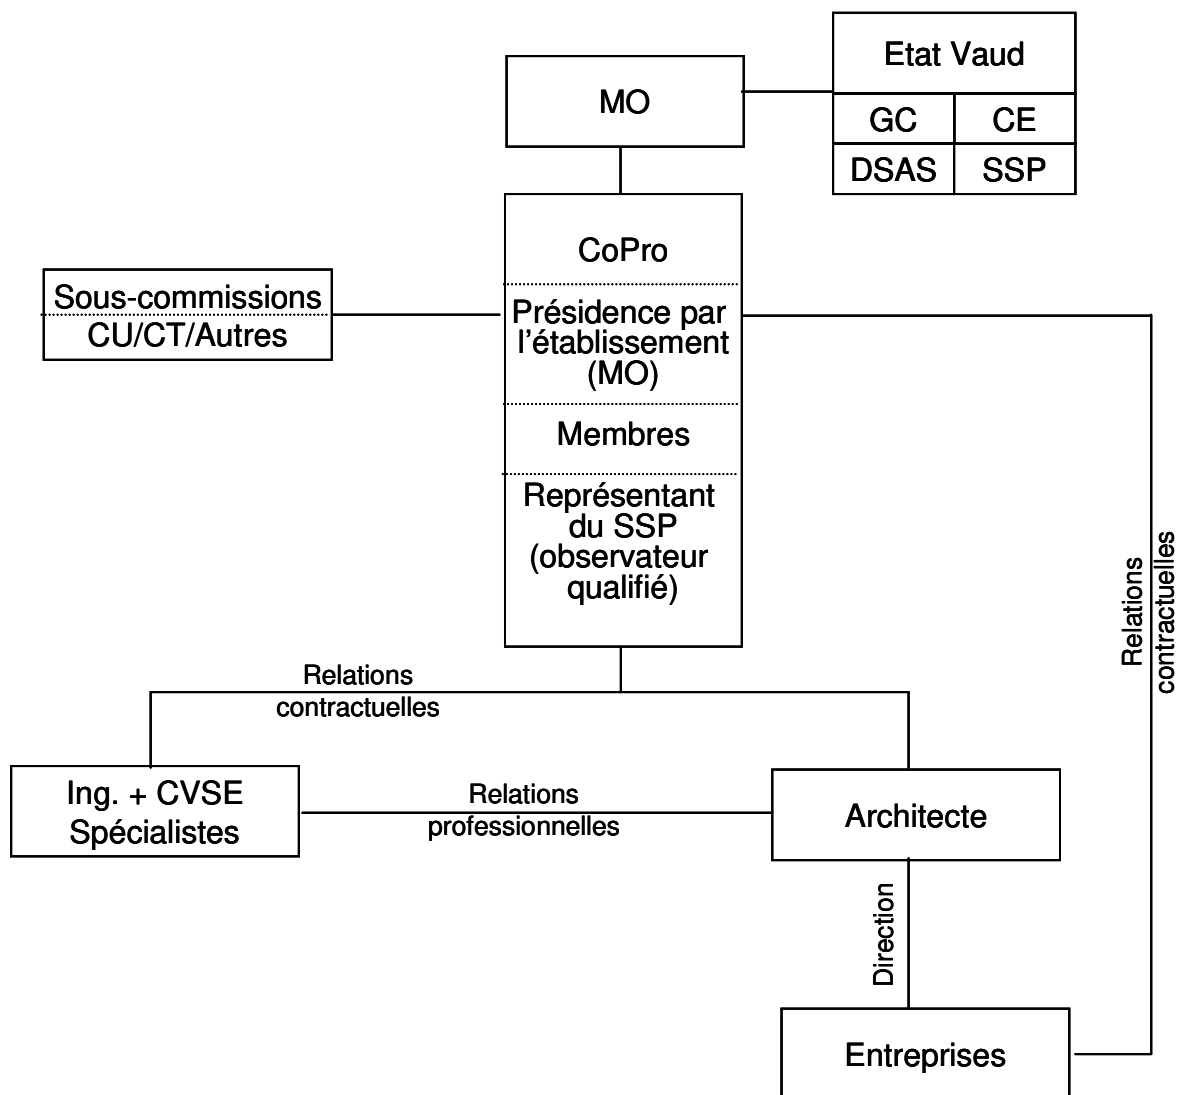 Etat Vaud
MO
GC
CE
DSAS
SSP
CoPro
Sous-commissions
CU/CT/Autres
Présidence par
l'établissement
(MO)
Membres
Représentant
du SSP
(observateur
qualifié)
Relations
contractuelles
Relations
contractuelles
Ing. + CVSE
Spécialistes
Relations
professionnelles
Architecte
Direction
Entreprises